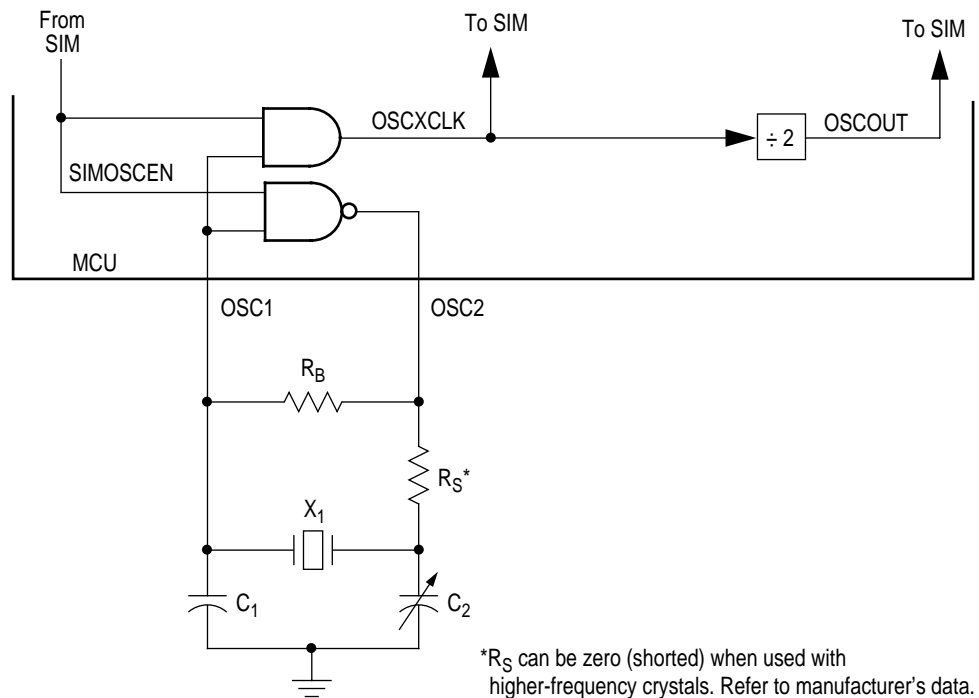 From
SIM
To SIM
To SIM
OSCXCLK
÷ 2
OSCOUT
SIMOSCEN
MCU
OSC1
OSC2
R_B
R_S*
X_1
C_1
C_2
*R_S can be zero (shorted) when used with
higher-frequency crystals. Refer to manufacturer's data.